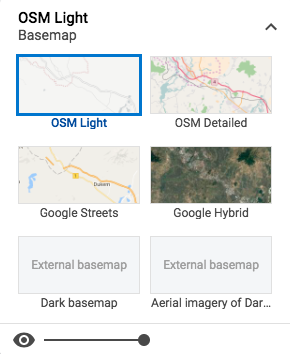 OSM Light
Basemap
OSM Light
OSM Detailed
Dukem
Google Streets
Google Hybrid
External basemap
External basemap
Dark basemap
Aerial imagery of Dar...